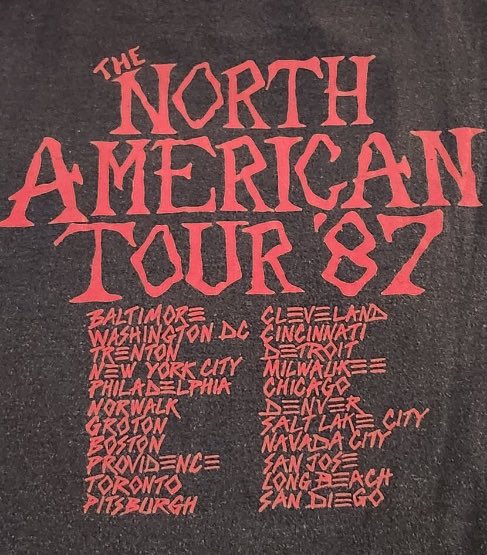 THE
NORTH
AMERICAN
TOUR '87
BALTIMORE
WASHINGTON DC
TRENTON
NEW YORK CITY
PHILADELPHIA
NORWALK
GROTON
BOSTON
PROVIDENCE
TORONTO
PITSBURGH
CLEVELAND
CINCINNATI
DETROIT
MILWAUKEE
CHICAGO
DENVER
SALT LAKE CITY
NAVADA CITY
SAN JOSE
LONG BEACH
SAN DIEGO